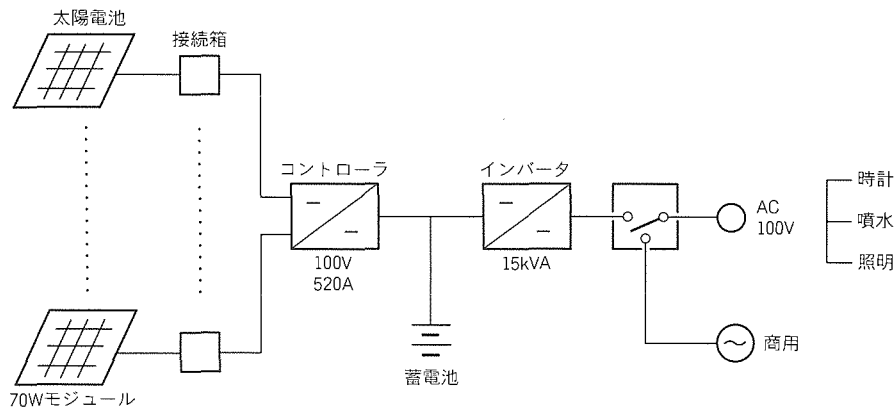 太陽電池
接続箱
コントローラ
インバータ
100V
520A
15kVA
AC
100V
時計
噴水
照明
蓄電池
商用
70Wモジュール